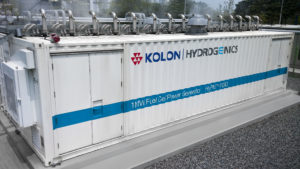 KOLON | HYDROGENICS
1MW Fuel Cell Power Generator